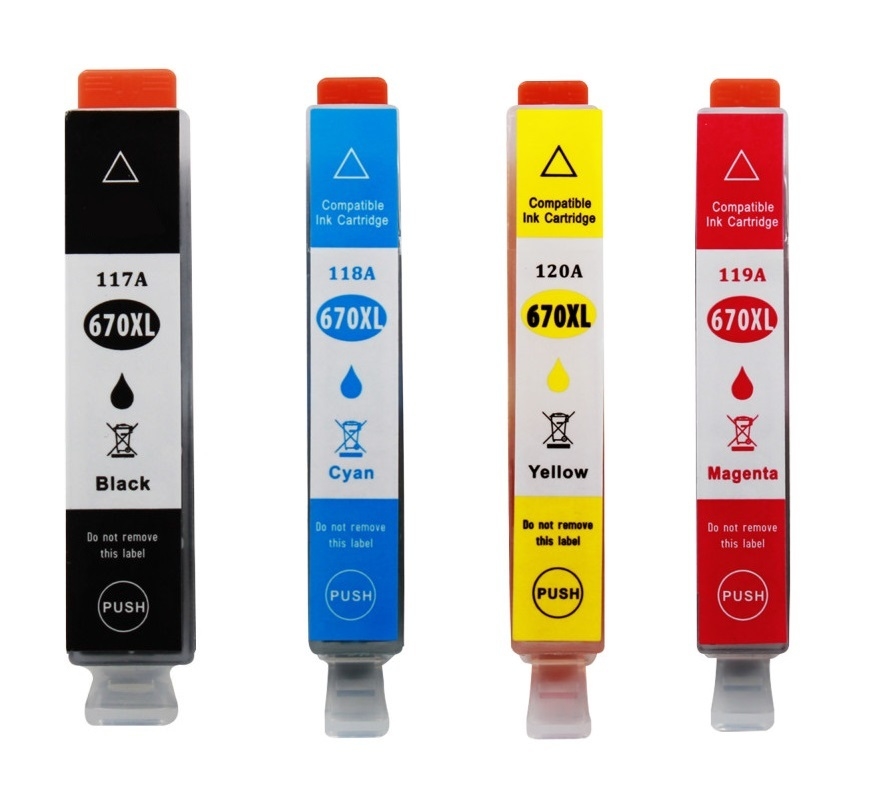 117A
670XL
Black
Do not remove
this label
PUSH
Compatible
Ink Cartridge
118A
670XL
Cyan
Do not remove
this label
PUSH
Compatible
Ink Cartridge
120A
670XL
Yellow
Do not remove
this label
PUSH
Compatible
Ink Cartridge
119A
670XL
Magenta
Do not remove
this label
PUSH